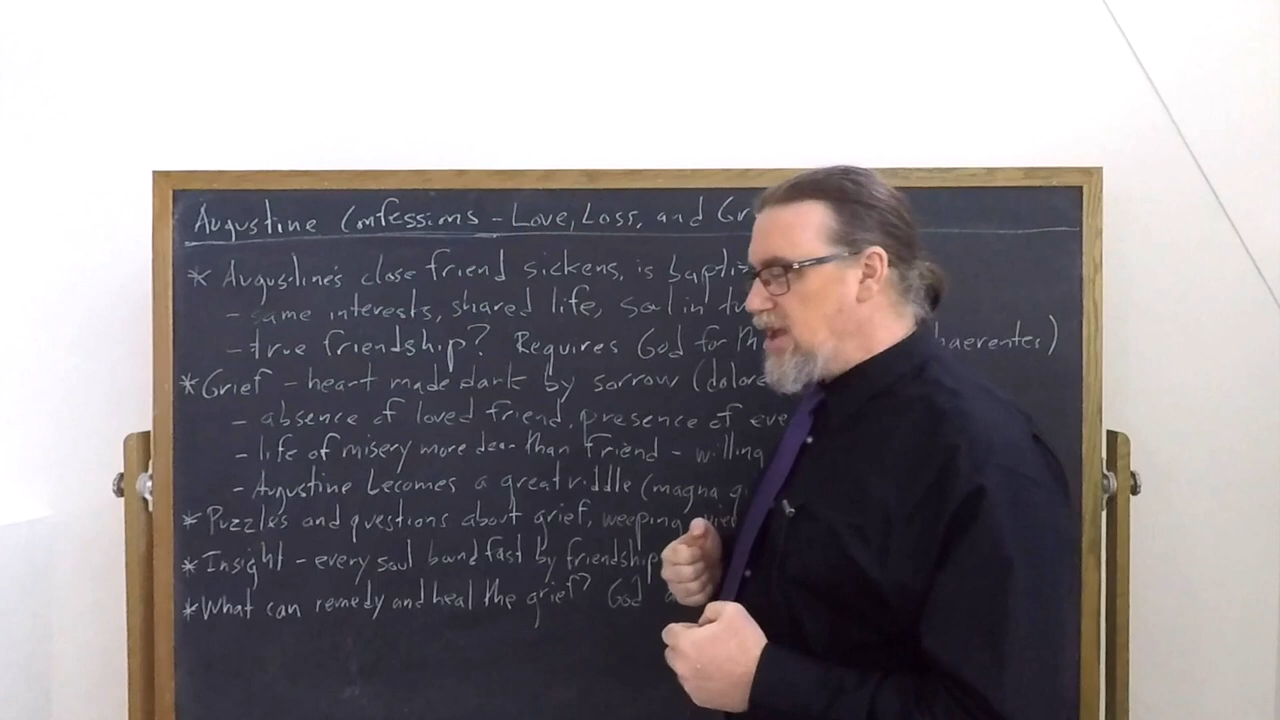 Augustine Confessions - Love, Loss, and Gr
* Augustine's close friend sickens, is bapti
- same interests, shared life, soul in tw
- true friendship? Requires God for th haerentes)
* Grief - heart made dark by sorrow (dolore
- absence of loved friend, presence of eve
- life of misery more dear than friend - willing
- Augustine becomes a great riddle (magna q
* Puzzles and questions about grief, weeping,
* Insight - every soul bound fast by friendship
* What can remedy and heal the grief? God